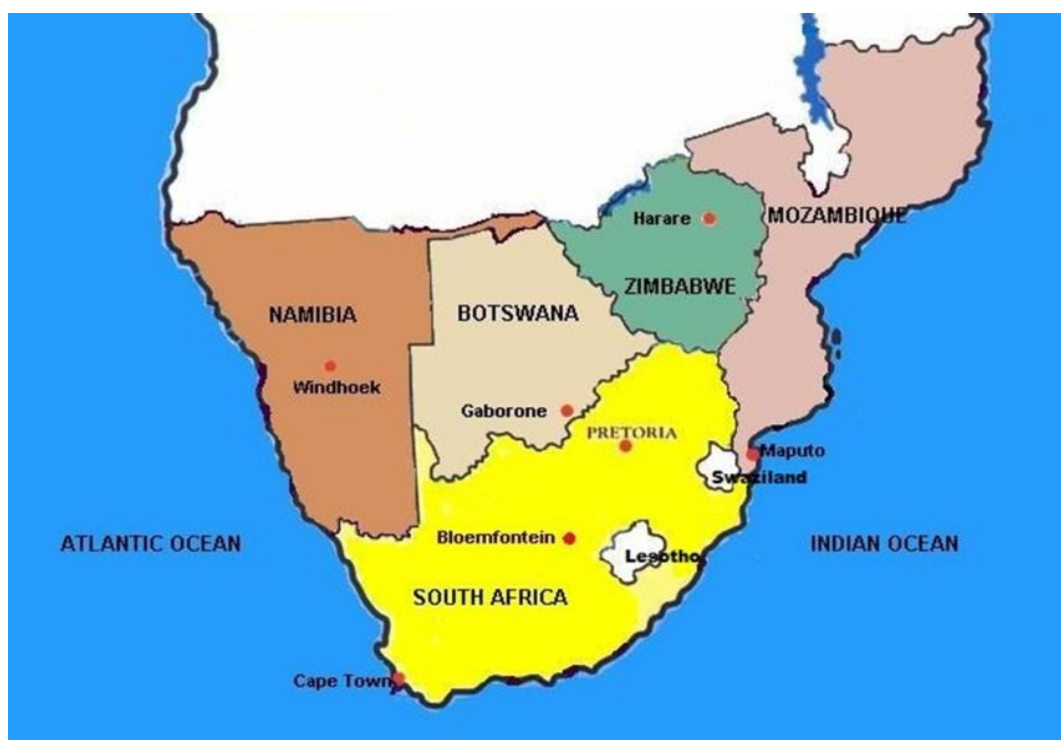 Harare
MOZAMBIQUE
ZIMBABWE
NAMIBIA
BOTSWANA
Windhoek
Gaborone
PRETORIA
Maputo
Swaziland
Bloemfontein
ATLANTIC OCEAN
INDIAN OCEAN
Lesotho
SOUTH AFRICA
Cape Town